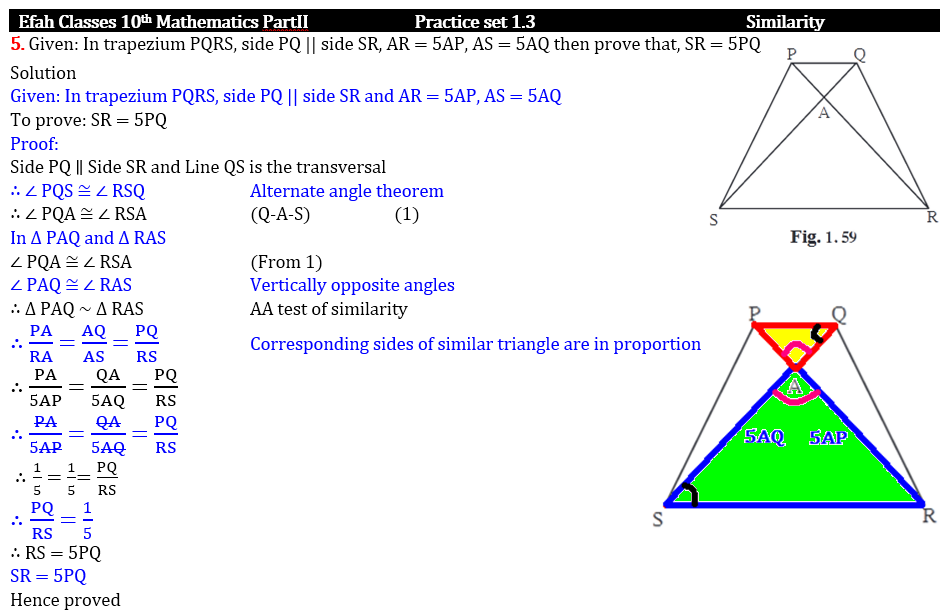 Efah Classes 10th Mathematics PartII Practice set 1.3 Similarity
5. Given: In trapezium PQRS, side PQ || side SR, AR = 5AP, AS = 5AQ then prove that, SR = 5PQ
Solution
Given: In trapezium PQRS, side PQ || side SR and AR = 5AP, AS = 5AQ
To prove: SR = 5PQ
Proof:
Side PQ ∥ Side SR and Line QS is the transversal
∴ ∠ PQS ≅ ∠ RSQ Alternate angle theorem
∴ ∠ PQA ≅ ∠ RSA (Q-A-S) (1)
In Δ PAQ and Δ RAS
∠ PQA ≅ ∠ RSA (From 1)
∠ PAQ ≅ ∠ RAS Vertically opposite angles
∴ Δ PAQ ~ Δ RAS AA test of similarity
∴ PA/RA = AQ/AS = PQ/RS Corresponding sides of similar triangle are in proportion
∴ PA/5AP = QA/5AQ = PQ/RS
∴ PA/5AP = QA/5AQ = PQ/RS
∴ 1/5 = 1/5 = PQ/RS
∴ PQ/RS = 1/5
∴ RS = 5PQ
SR = 5PQ
Hence proved
P Q
A
S R
Fig. 1.59
P Q
A
5AQ 5AP
S R